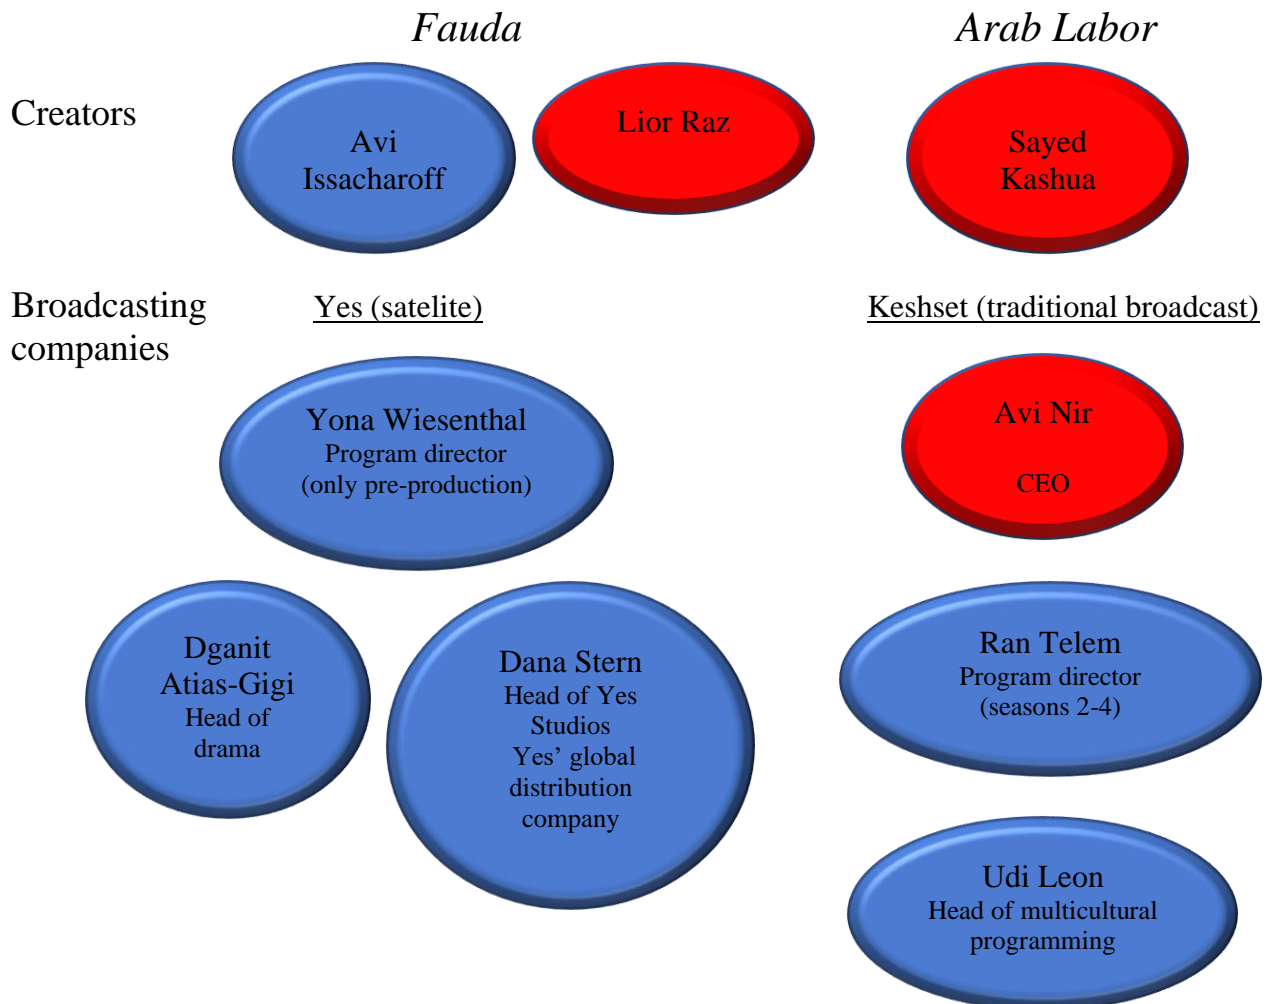 Fauda
Arab Labor
Creators
Avi
Issacharoff
Lior Raz
Sayed
Kashua
Broadcasting
companies
Yes (satelite)
Keshset (traditional broadcast)
Yona Wiesenthal
Program director
(only pre-production)
Avi Nir
CEO
Dganit
Atias-Gigi
Head of
drama
Dana Stern
Head of Yes
Studios
Yes’ global
distribution
company
Ran Telem
Program director
(seasons 2-4)
Udi Leon
Head of multicultural
programming